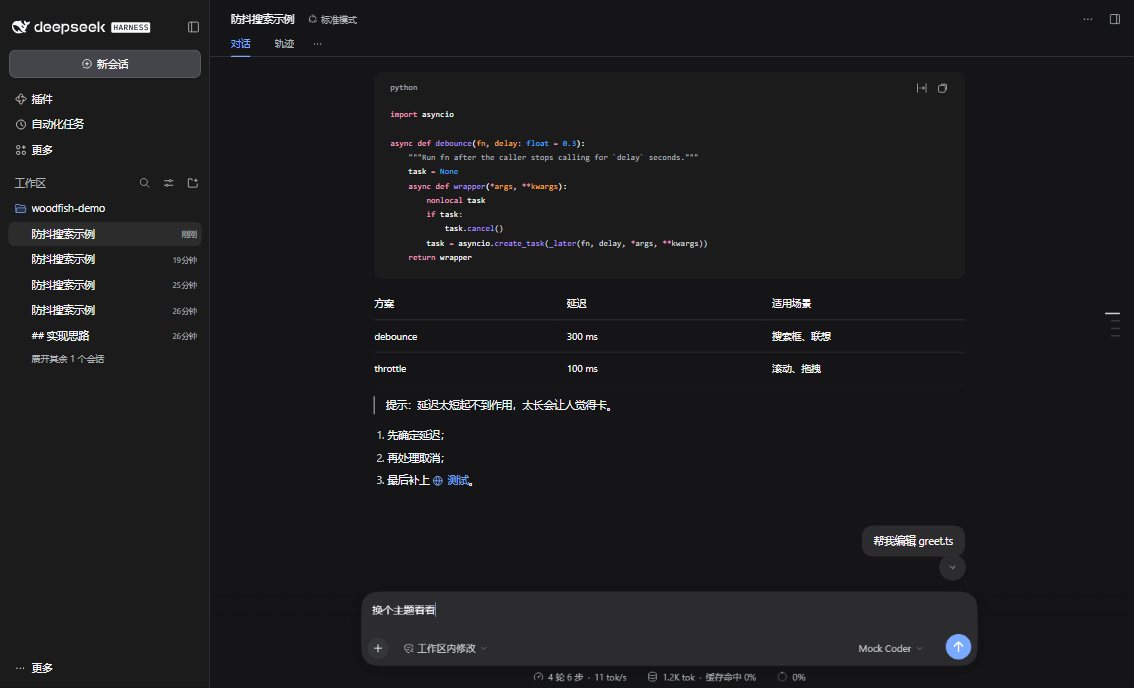 deepseek HARNESS
新会话
插件
自动化任务
更多
工作区
woodfish-demo
防抖搜索示例 刚刚
防抖搜索示例 19分钟
防抖搜索示例 25分钟
防抖搜索示例 26分钟
## 实现思路 26分钟
展开其余 1 个会话
... 更多
防抖搜索示例 标准模式
对话 轨迹 ...
python
import asyncio
async def debounce(fn, delay: float = 0.3):
"""Run fn after the caller stops calling for `delay` seconds."""
task = None
async def wrapper(*args, **kwargs):
nonlocal task
if task:
task.cancel()
task = asyncio.create_task(_later(fn, delay, *args, **kwargs))
return wrapper
方案 延迟 适用场景
debounce 300 ms 搜索框、联想
throttle 100 ms 滚动、拖拽
提示：延迟太短起不到作用，太长会让人觉得卡。
1. 先确定延迟；
2. 再处理取消；
3. 最后补上 测试。
帮我编辑 greet.ts
换个主题看看
工作区内修改
Mock Coder
4 轮 6 步 · 11 tok/s 1.2K tok · 缓存命中 0% 0%